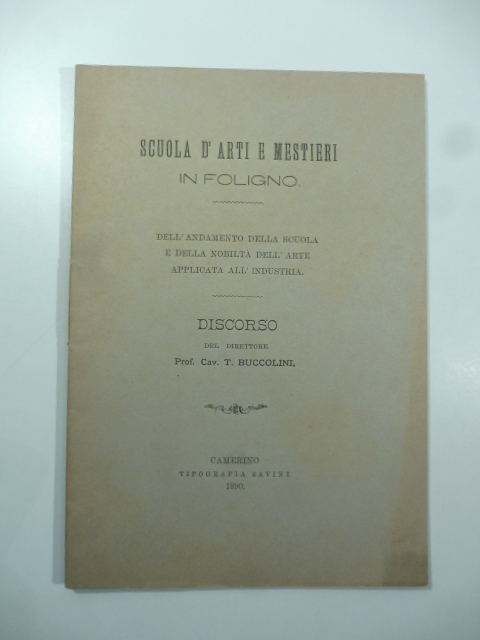 SCUOLA D' ARTI E MESTIERI
IN FOLIGNO.
DELL' ANDAMENTO DELLA SCUOLA
E DELLA NOBILTÀ DELL' ARTE
APPLICATA ALL' INDUSTRIA.
DISCORSO
DEL DIRETTORE
Prof. Cav. T. BUCCOLINI.
CAMERINO
TIPOGRAFIA SAVINI
1890.